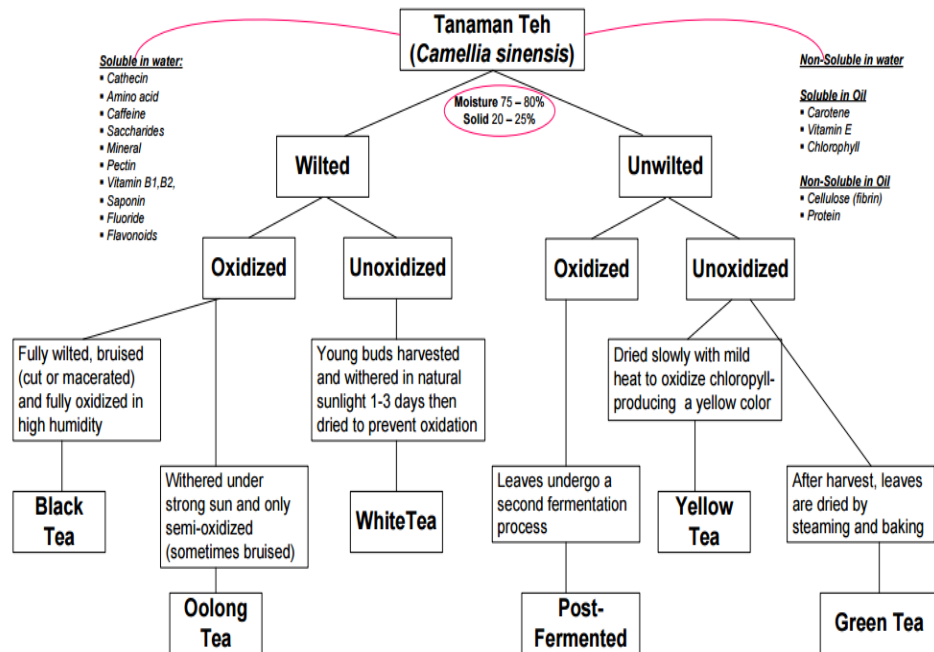 Tanaman Teh
(Camellia sinensis)
Soluble in water:
▪ Cathecin
▪ Amino acid
▪ Caffeine
▪ Saccharides
▪ Mineral
▪ Pectin
▪ Vitamin B1,B2,
▪ Saponin
▪ Fluoride
▪ Flavonoids
Moisture 75 – 80%
Solid 20 – 25%
Non-Soluble in water
Soluble in Oil
▪ Carotene
▪ Vitamin E
▪ Chlorophyll
Non-Soluble in Oil
▪ Cellulose (fibrin)
▪ Protein
Wilted
Unwilted
Oxidized
Unoxidized
Oxidized
Unoxidized
Fully wilted, bruised
(cut or macerated)
and fully oxidized in
high humidity
Young buds harvested
and withered in natural
sunlight 1-3 days then
dried to prevent oxidation
Dried slowly with mild
heat to oxidize chloropyll-
producing a yellow color
Withered under
strong sun and only
semi-oxidized
(sometimes bruised)
Leaves undergo a
second fermentation
process
After harvest, leaves
are dried by
steaming and baking
Black
Tea
WhiteTea
Yellow
Tea
Oolong
Tea
Post-
Fermented
Green Tea